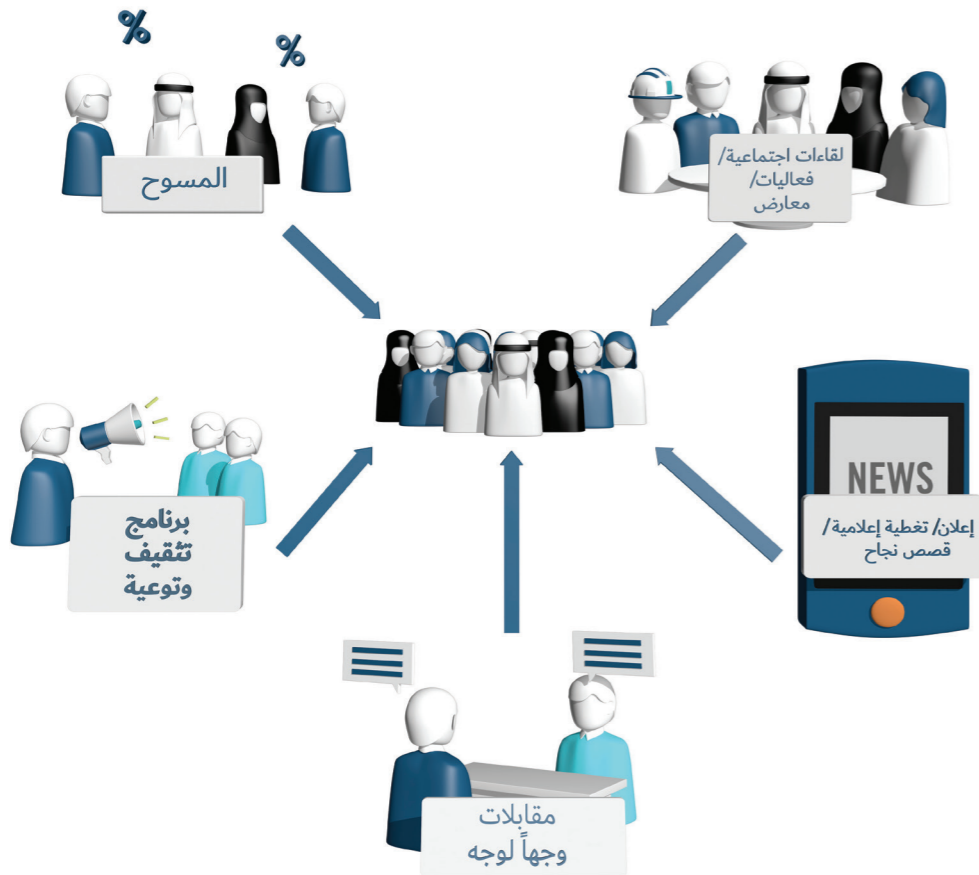 %
%
المسوح
لقاءات اجتماعية/
فعاليات/
معارض
NEWS
إعلان/ تغطية إعلامية/
قصص نجاح
برنامج
تثقيف
وتوعية
مقابلات
وجهاً لوجه